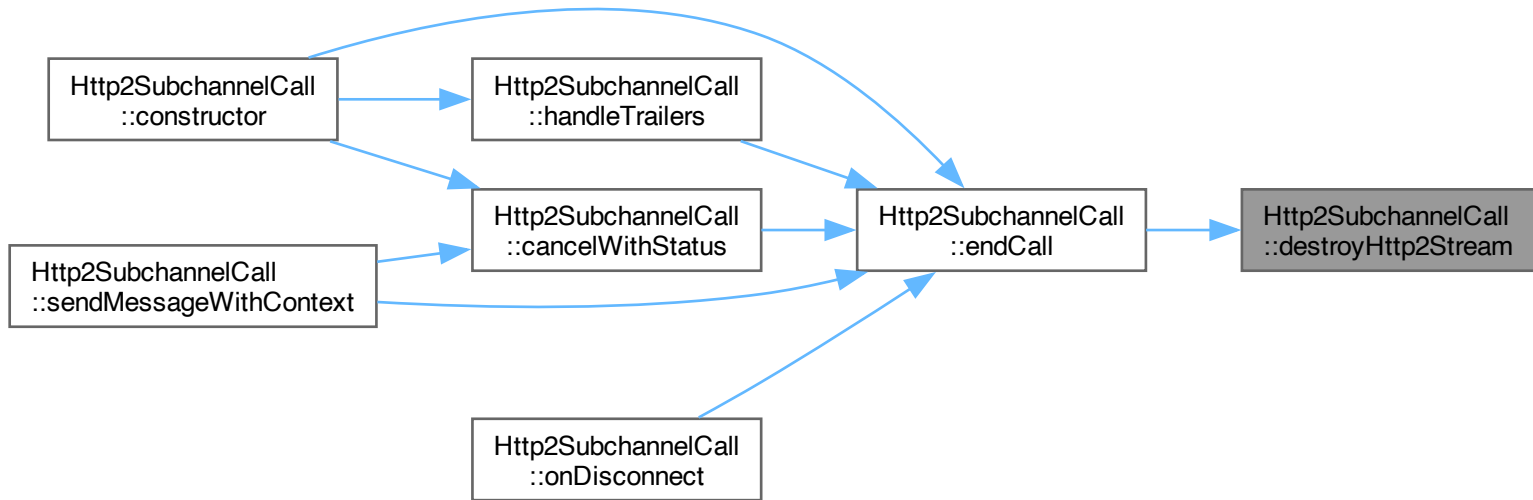 Http2SubchannelCall
::constructor
Http2SubchannelCall
::handleTrailers
Http2SubchannelCall
::cancelWithStatus
Http2SubchannelCall
::sendMessageWithContext
Http2SubchannelCall
::onDisconnect
Http2SubchannelCall
::endCall
Http2SubchannelCall
::destroyHttp2Stream